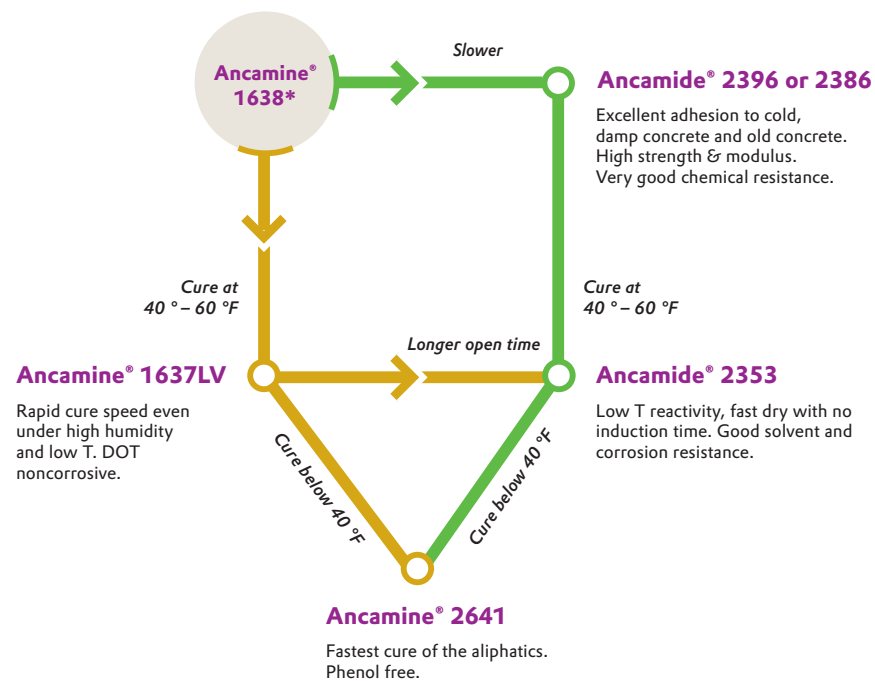 Ancamine®
1638*
Slower
Ancamide® 2396 or 2386
Excellent adhesion to cold,
damp concrete and old concrete.
High strength & modulus.
Very good chemical resistance.
Cure at
40 ° – 60 °F
Cure at
40 ° – 60 °F
Longer open time
Ancamine® 1637LV
Rapid cure speed even
under high humidity
and low T. DOT
noncorrosive.
Ancamide® 2353
Low T reactivity, fast dry with no
induction time. Good solvent and
corrosion resistance.
Cure below 40 °F
Cure below 40 °F
Ancamine® 2641
Fastest cure of the aliphatics.
Phenol free.